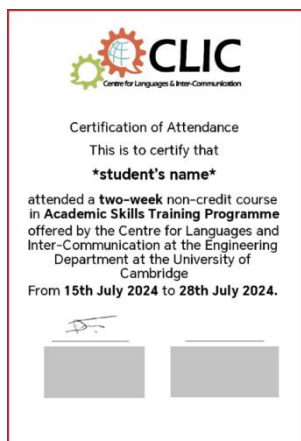 CLIC
Centre for Languages & Inter-Communication
Certification of Attendance
This is to certify that
*student's name*
attended a two-week non-credit course
in Academic Skills Training Programme
offered by the Centre for Languages and
Inter-Communication at the Engineering
Department at the University of
Cambridge
From 15th July 2024 to 28th July 2024.